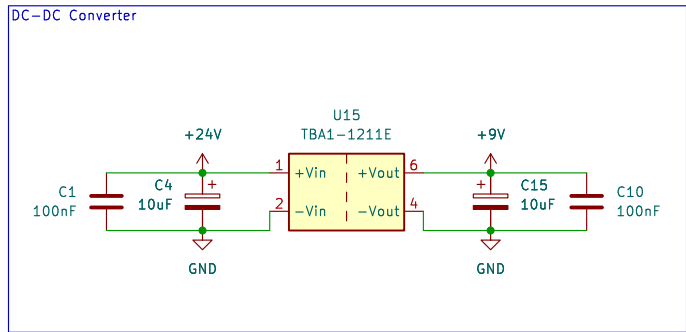 DC-DC Converter
U15
TBA1-1211E
+24V
+9V
1
+Vin
+Vout
6
2
-Vin
-Vout
4
C1
100nF
C4
10uF
+
+
C15
10uF
C10
100nF
GND
GND